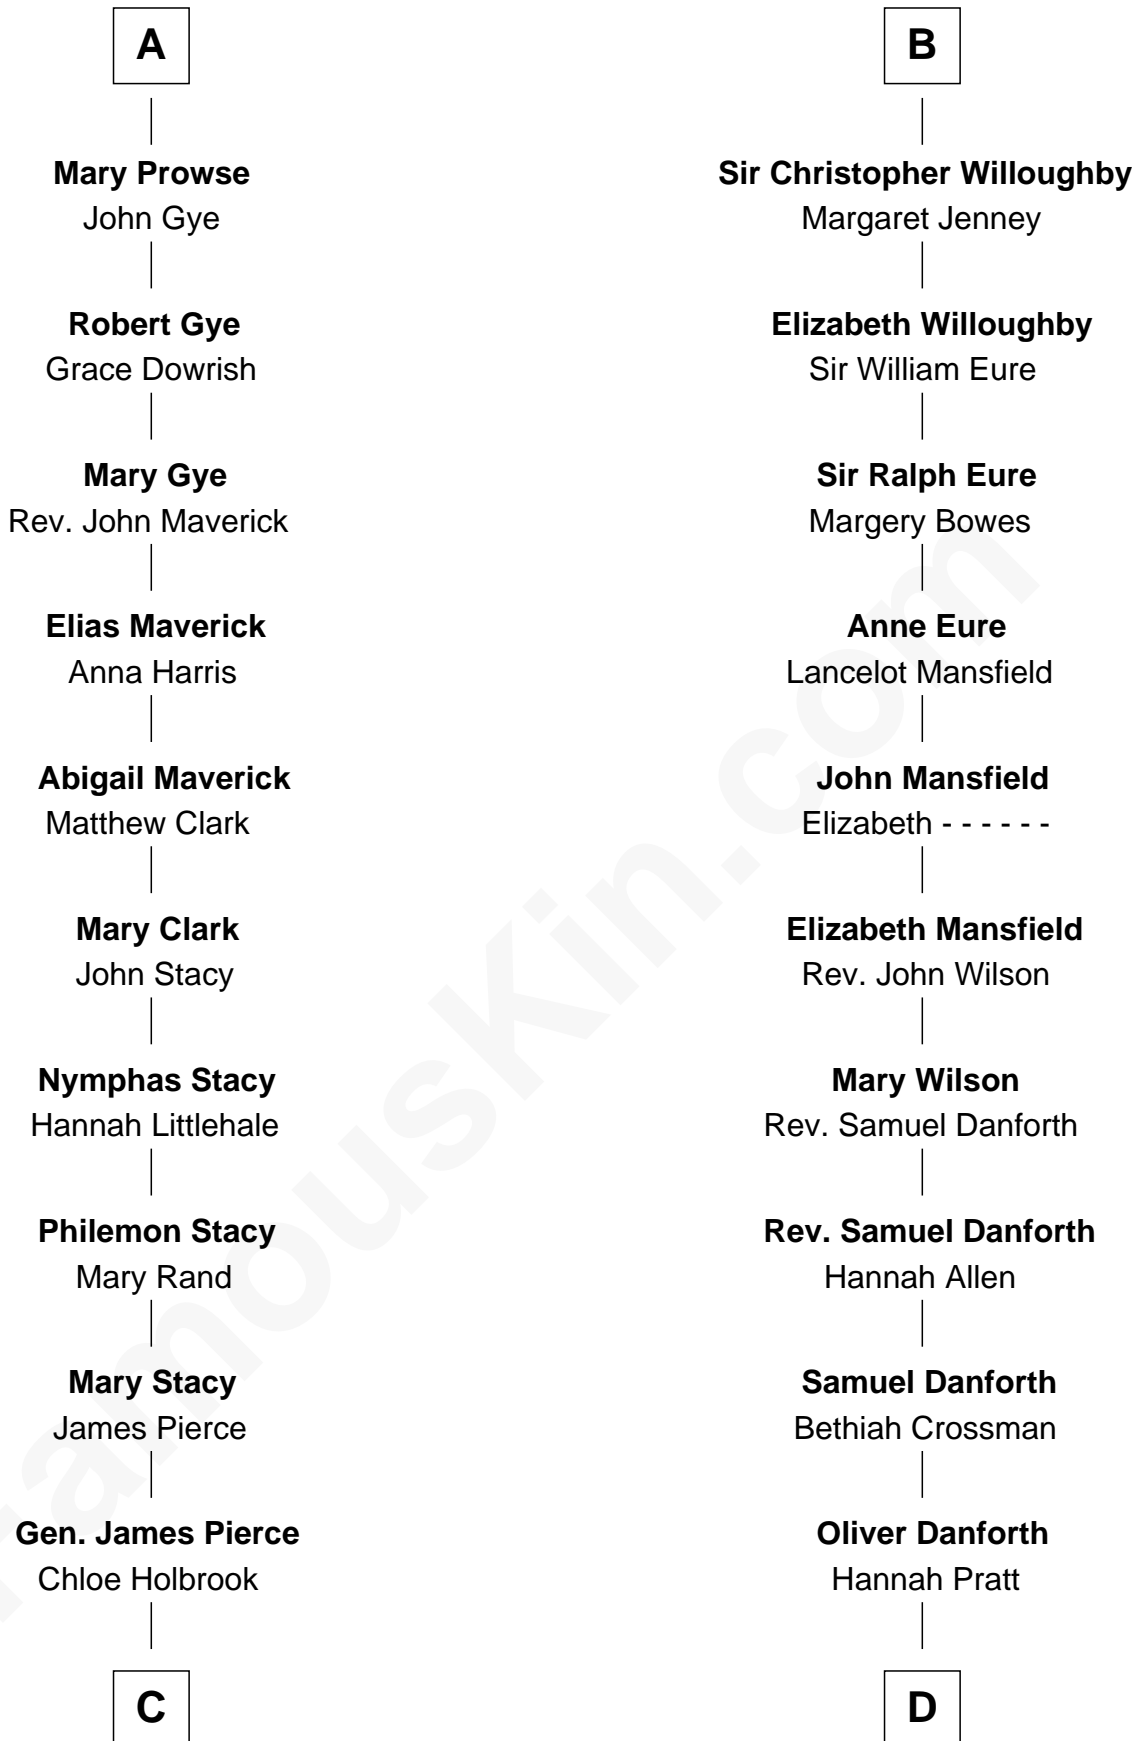 A
Mary Prowse
John Gye
Robert Gye
Grace Dowrish
Mary Gye
Rev. John Maverick
Elias Maverick
Anna Harris
Abigail Maverick
Matthew Clark
Mary Clark
John Stacy
Nymphas Stacy
Hannah Littlehale
Philemon Stacy
Mary Rand
Mary Stacy
James Pierce
Gen. James Pierce
Chloe Holbrook
C
B
Sir Christopher Willoughby
Margaret Jenney
Elizabeth Willoughby
Sir William Eure
Sir Ralph Eure
Margery Bowes
Anne Eure
Lancelot Mansfield
John Mansfield
Elizabeth - - - - - -
Elizabeth Mansfield
Rev. John Wilson
Mary Wilson
Rev. Samuel Danforth
Rev. Samuel Danforth
Hannah Allen
Samuel Danforth
Bethiah Crossman
Oliver Danforth
Hannah Pratt
D
FamousKin.com